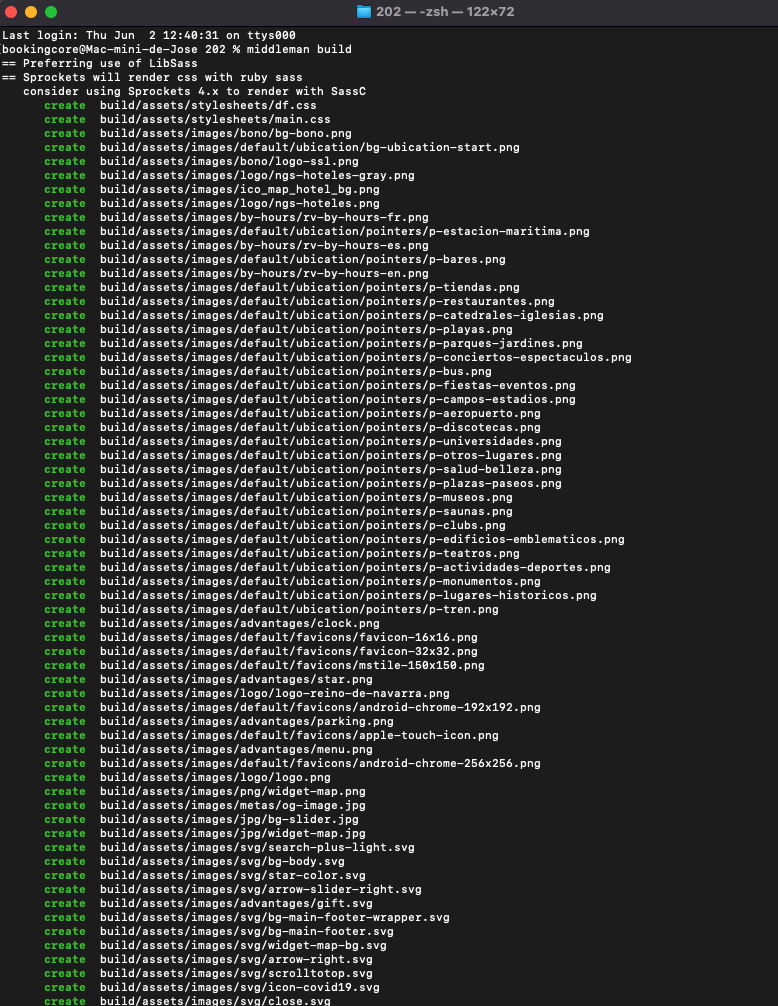 202 — -zsh — 122×72
Last login: Thu Jun  2 12:40:31 on ttys000
[bookingcore@Mac-mini-de-Jose 202 % middleman build
== Preferring use of LibSass
== Sprockets will render css with ruby sass
   consider using Sprockets 4.x to render with SassC
      create  build/assets/stylesheets/df.css
      create  build/assets/stylesheets/main.css
      create  build/assets/images/bono/bg-bono.png
      create  build/assets/images/default/ubication/bg-ubication-start.png
      create  build/assets/images/bono/logo-ssl.png
      create  build/assets/images/logo/ngs-hoteles-gray.png
      create  build/assets/images/ico_map_hotel_bg.png
      create  build/assets/images/logo/ngs-hoteles.png
      create  build/assets/images/by-hours/rv-by-hours-fr.png
      create  build/assets/images/default/ubication/pointers/p-estacion-maritima.png
      create  build/assets/images/by-hours/rv-by-hours-es.png
      create  build/assets/images/default/ubication/pointers/p-bares.png
      create  build/assets/images/by-hours/rv-by-hours-en.png
      create  build/assets/images/default/ubication/pointers/p-tiendas.png
      create  build/assets/images/default/ubication/pointers/p-restaurantes.png
      create  build/assets/images/default/ubication/pointers/p-catedrales-iglesias.png
      create  build/assets/images/default/ubication/pointers/p-playas.png
      create  build/assets/images/default/ubication/pointers/p-parques-jardines.png
      create  build/assets/images/default/ubication/pointers/p-conciertos-espectaculos.png
      create  build/assets/images/default/ubication/pointers/p-bus.png
      create  build/assets/images/default/ubication/pointers/p-fiestas-eventos.png
      create  build/assets/images/default/ubication/pointers/p-campos-estadios.png
      create  build/assets/images/default/ubication/pointers/p-aeropuerto.png
      create  build/assets/images/default/ubication/pointers/p-discotecas.png
      create  build/assets/images/default/ubication/pointers/p-universidades.png
      create  build/assets/images/default/ubication/pointers/p-otros-lugares.png
      create  build/assets/images/default/ubication/pointers/p-salud-belleza.png
      create  build/assets/images/default/ubication/pointers/p-plazas-paseos.png
      create  build/assets/images/default/ubication/pointers/p-museos.png
      create  build/assets/images/default/ubication/pointers/p-saunas.png
      create  build/assets/images/default/ubication/pointers/p-clubs.png
      create  build/assets/images/default/ubication/pointers/p-edificios-emblematicos.png
      create  build/assets/images/default/ubication/pointers/p-teatros.png
      create  build/assets/images/default/ubication/pointers/p-actividades-deportes.png
      create  build/assets/images/default/ubication/pointers/p-monumentos.png
      create  build/assets/images/default/ubication/pointers/p-lugares-historicos.png
      create  build/assets/images/default/ubication/pointers/p-tren.png
      create  build/assets/images/advantages/clock.png
      create  build/assets/images/default/favicons/favicon-16x16.png
      create  build/assets/images/default/favicons/favicon-32x32.png
      create  build/assets/images/default/favicons/mstile-150x150.png
      create  build/assets/images/advantages/star.png
      create  build/assets/images/logo/logo-reino-de-navarra.png
      create  build/assets/images/default/favicons/android-chrome-192x192.png
      create  build/assets/images/advantages/parking.png
      create  build/assets/images/default/favicons/apple-touch-icon.png
      create  build/assets/images/advantages/menu.png
      create  build/assets/images/default/favicons/android-chrome-256x256.png
      create  build/assets/images/logo/logo.png
      create  build/assets/images/png/widget-map.png
      create  build/assets/images/metas/og-image.jpg
      create  build/assets/images/jpg/bg-slider.jpg
      create  build/assets/images/jpg/widget-map.jpg
      create  build/assets/images/svg/search-plus-light.svg
      create  build/assets/images/svg/bg-body.svg
      create  build/assets/images/svg/star-color.svg
      create  build/assets/images/svg/arrow-slider-right.svg
      create  build/assets/images/advantages/gift.svg
      create  build/assets/images/svg/bg-main-footer-wrapper.svg
      create  build/assets/images/svg/bg-main-footer.svg
      create  build/assets/images/svg/widget-map-bg.svg
      create  build/assets/images/svg/arrow-right.svg
      create  build/assets/images/svg/scrolltotop.svg
      create  build/assets/images/svg/icon-covid19.svg
      create  build/assets/images/svg/close.svg